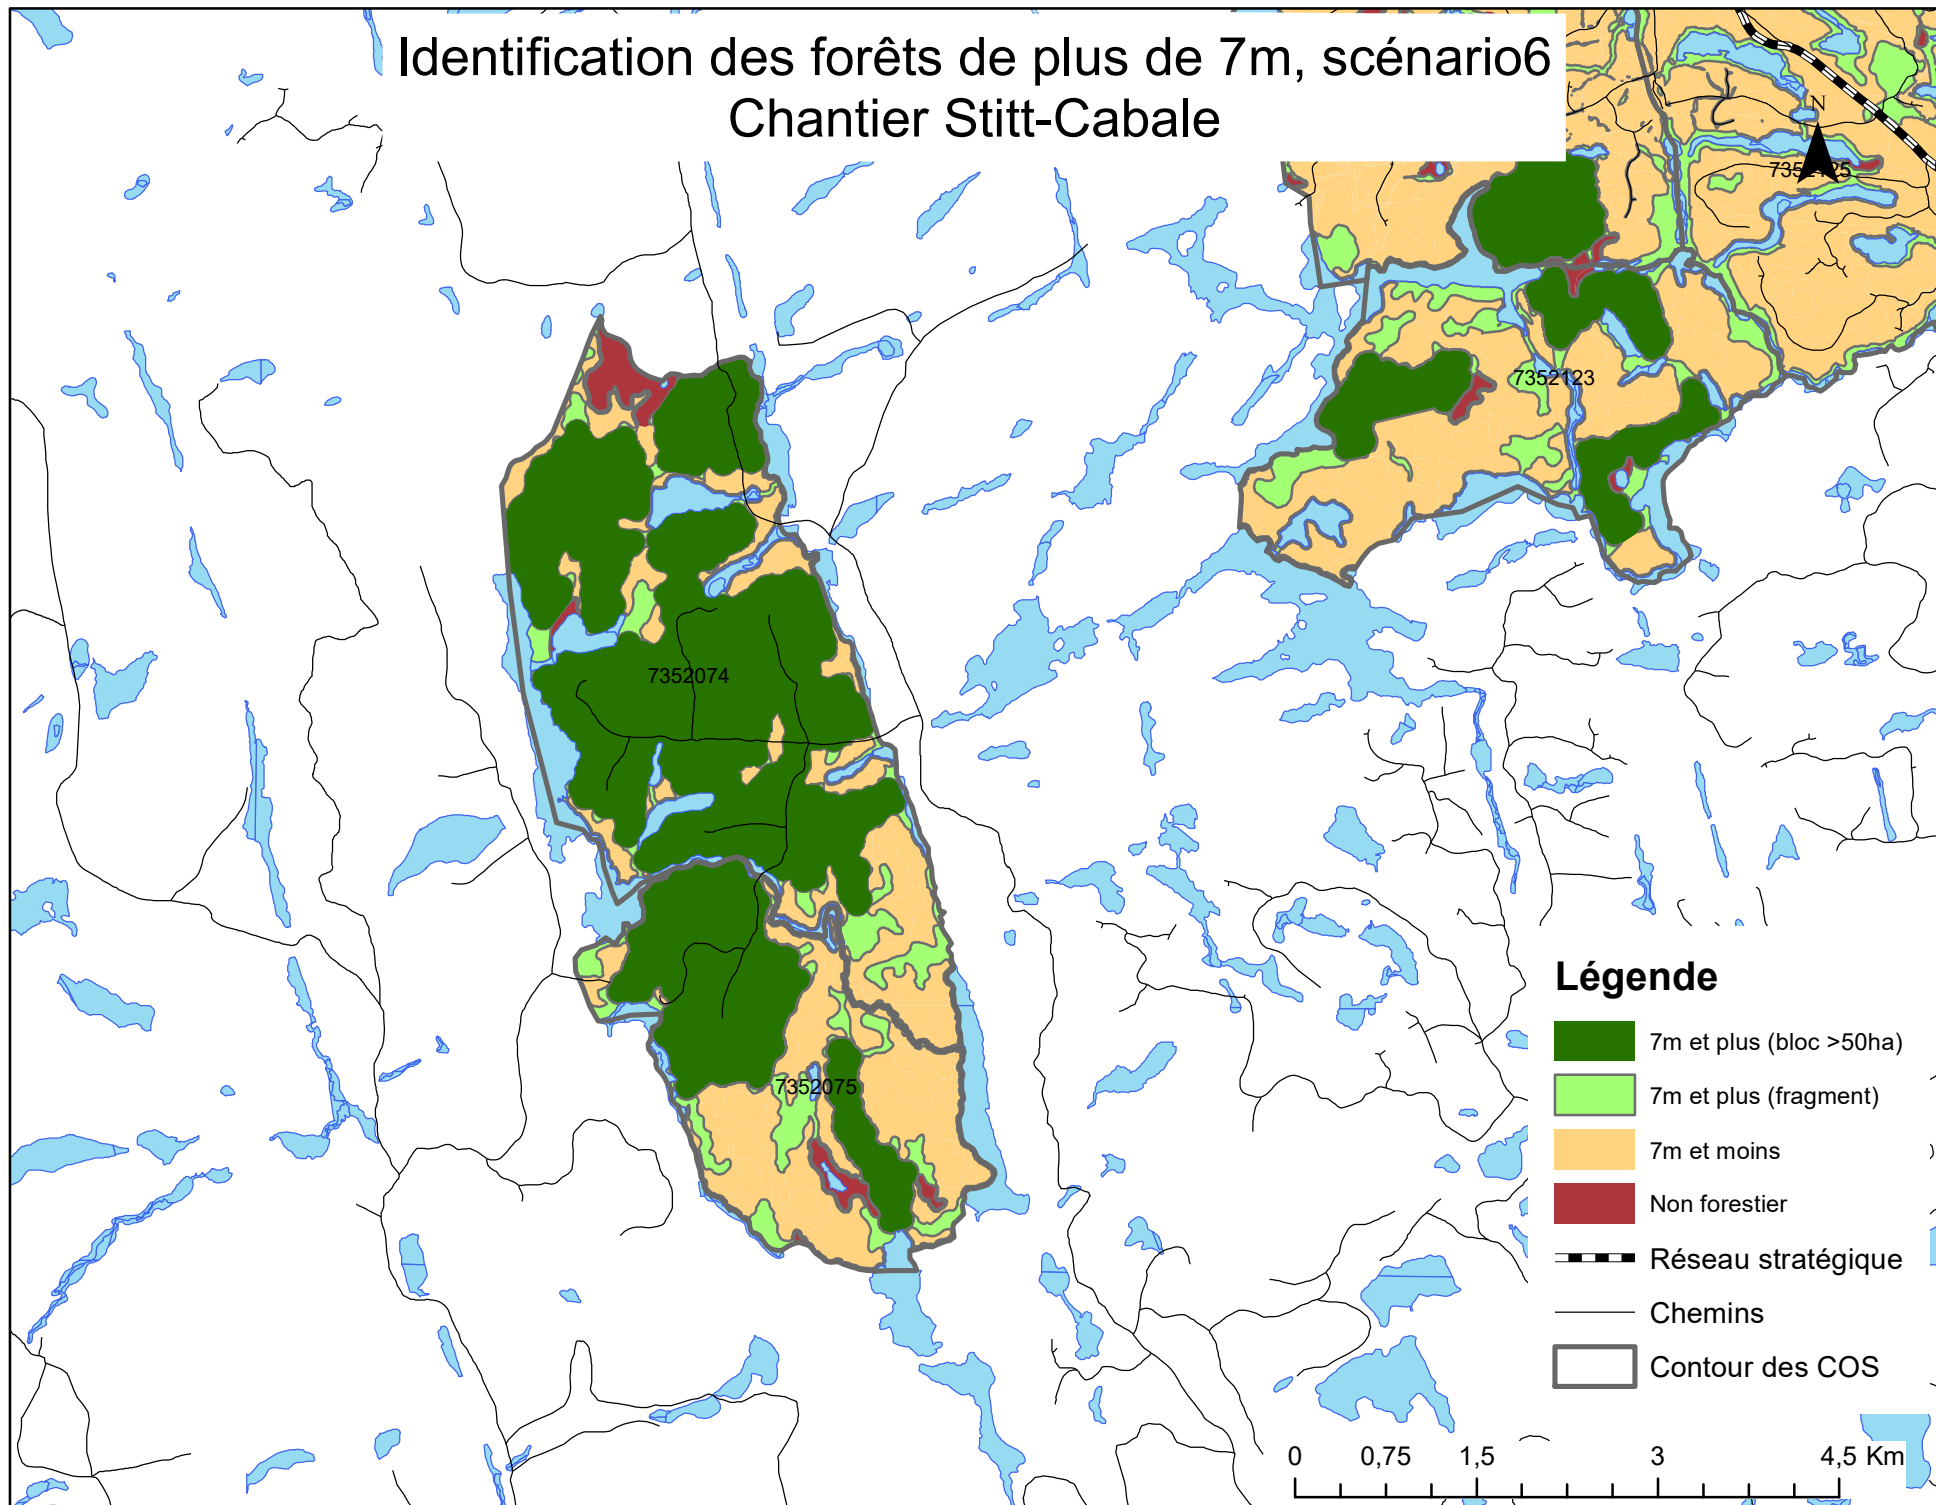 Identification des forêts de plus de 7m, scénario6
Chantier Stitt-Cabale
N
7352125
7352123
7352074
7352075
Légende
7m et plus (bloc >50ha)
7m et plus (fragment)
7m et moins
Non forestier
Réseau stratégique
Chemins
Contour des COS
0 0,75 1,5 3 4,5 Km